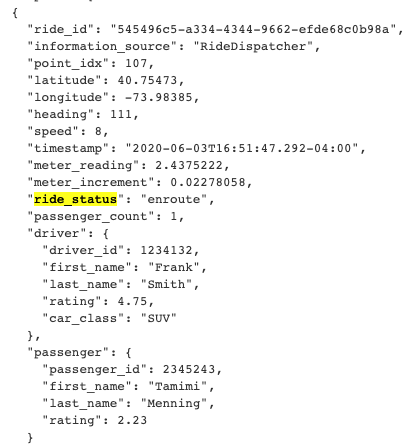 {
"ride_id": "545496c5-a334-4344-9662-efde68c0b98a",
"information_source": "RideDispatcher",
"point_idx": 107,
"latitude": 40.75473,
"longitude": -73.98385,
"heading": 111,
"speed": 8,
"timestamp": "2020-06-03T16:51:47.292-04:00",
"meter_reading": 2.4375222,
"meter_increment": 0.02278058,
"ride_status": "enroute",
"passenger_count": 1,
"driver": {
"driver_id": 1234132,
"first_name": "Frank",
"last_name": "Smith",
"rating": 4.75,
"car_class": "SUV"
},
"passenger": {
"passenger_id": 2345243,
"first_name": "Tamimi",
"last_name": "Menning",
"rating": 2.23
}